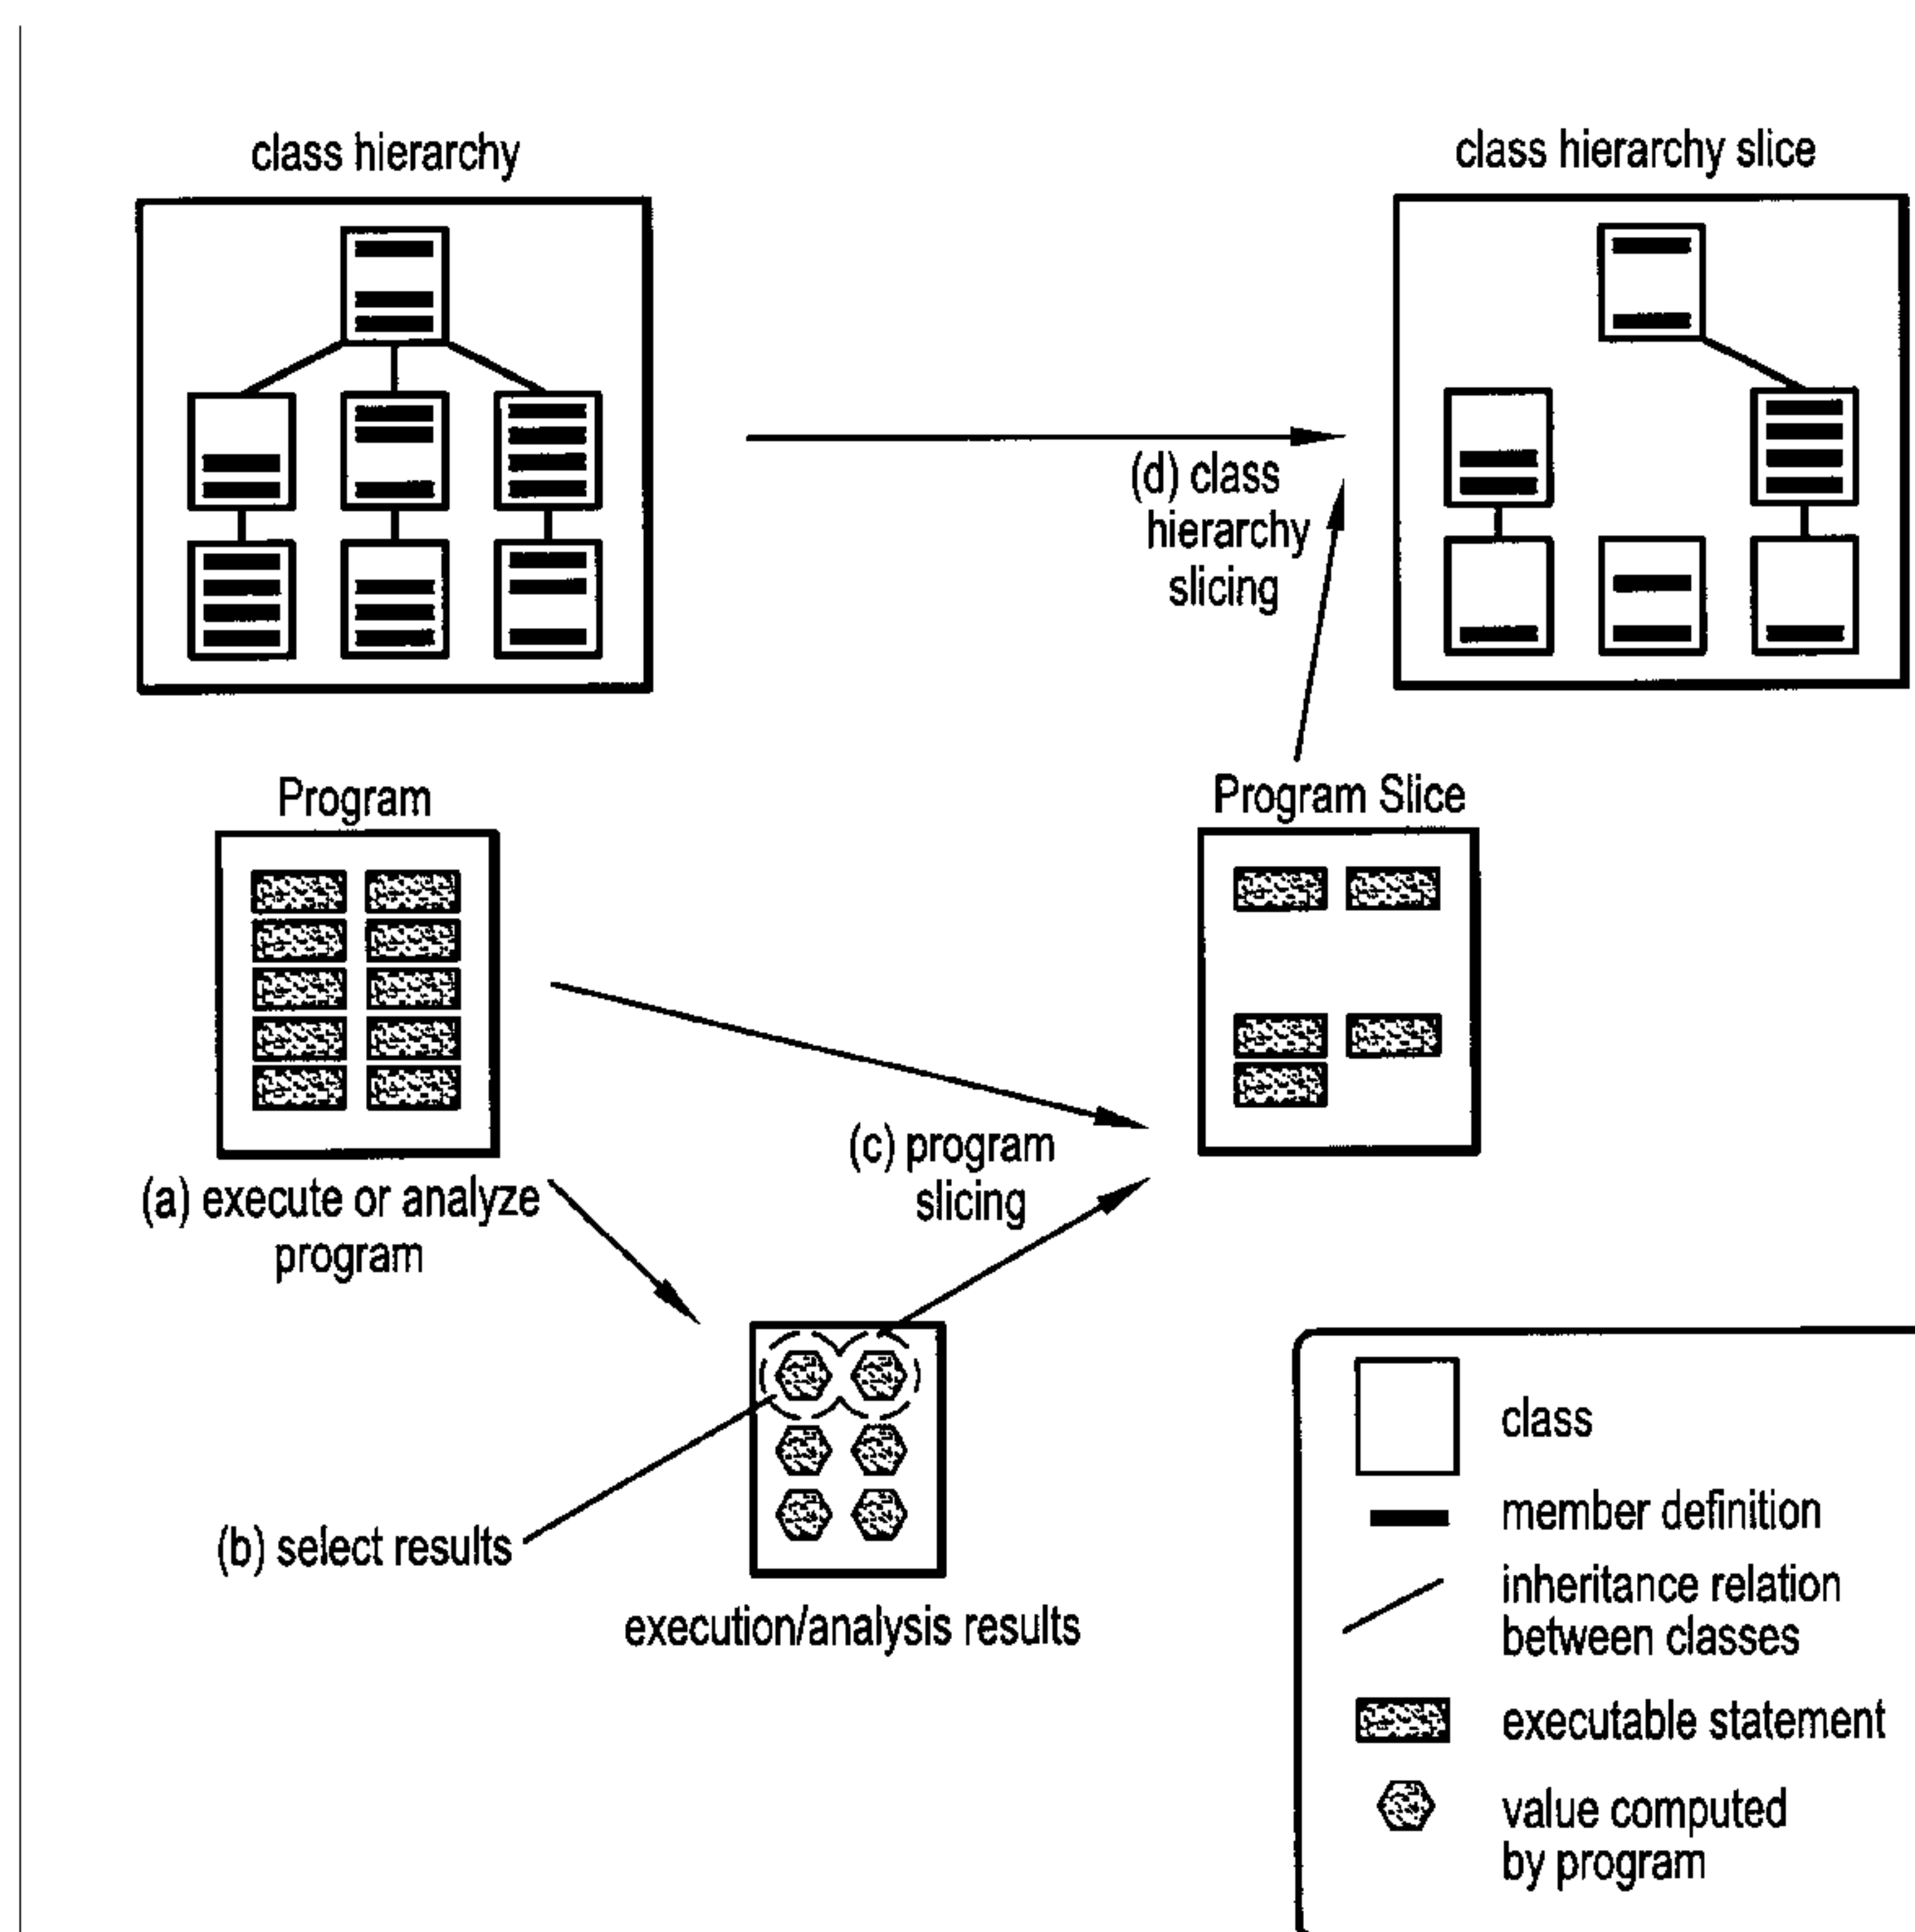 class hierarchy
class hierarchy slice
(d) class
hierarchy
slicing
Program
Program Slice
(c) program
slicing
(a) execute or analyze
program
(b) select results
execution/analysis results
class
member definition
inheritance relation
between classes
executable statement
value computed
by program